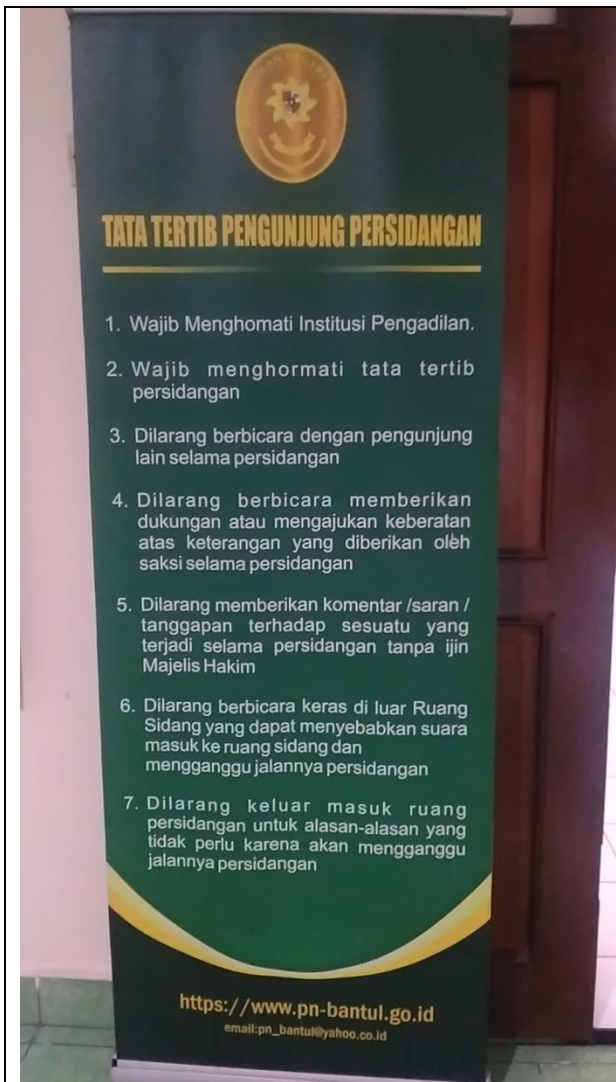 TATA TERTIB PENGUNJUNG PERSIDANGAN
1. Wajib Menghomati Institusi Pengadilan.
2. Wajib menghormati tata tertib
persidangan
3. Dilarang berbicara dengan pengunjung
lain selama persidangan
4. Dilarang berbicara memberikan
dukungan atau mengajukan keberatan
atas keterangan yang diberikan oleh
saksi selama persidangan
5. Dilarang memberikan komentar /saran /
tanggapan terhadap sesuatu yang
terjadi selama persidangan tanpa ijin
Majelis Hakim
6. Dilarang berbicara keras di luar Ruang
Sidang yang dapat menyebabkan suara
masuk ke ruang sidang dan
mengganggu jalannya persidangan
7. Dilarang keluar masuk ruang
persidangan untuk alasan-alasan yang
tidak perlu karena akan mengganggu
jalannya persidangan
https://www.pn-bantul.go.id
email:pn_bantul@yahoo.co.id